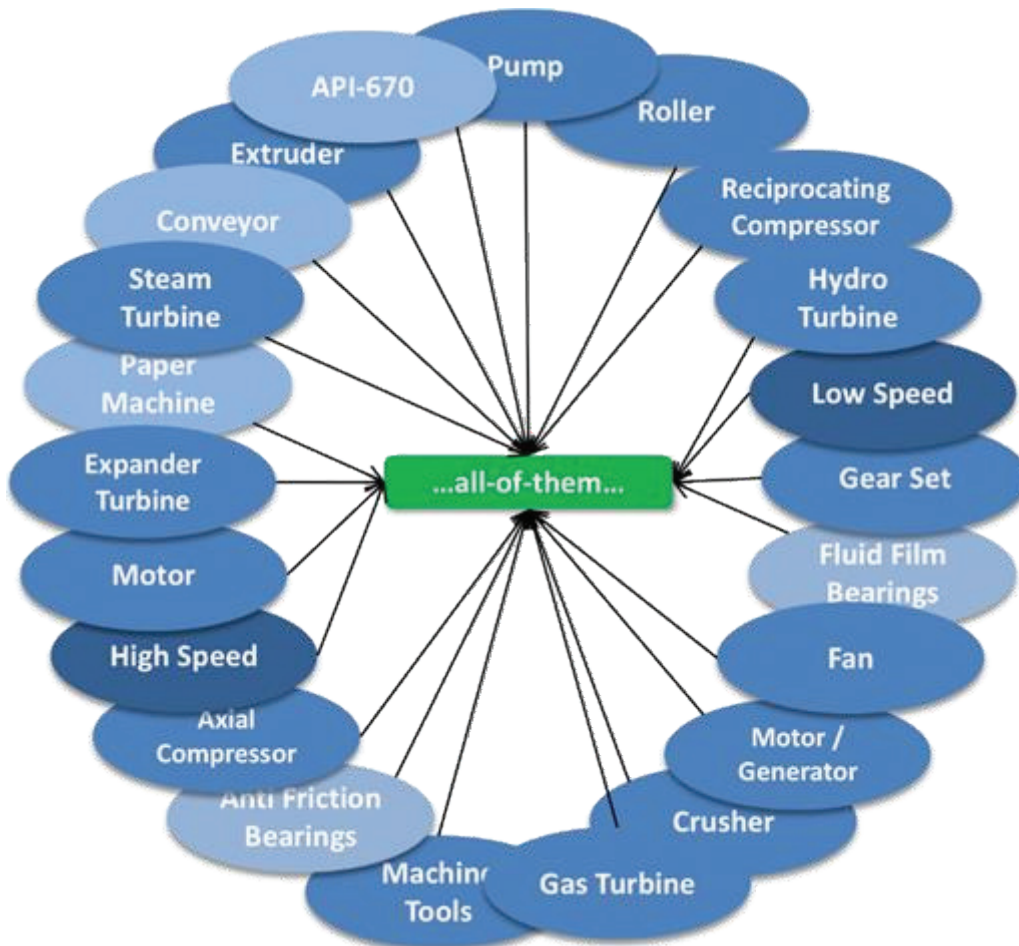 Pump
API-670
Roller
Extruder
Reciprocating
Compressor
Conveyor
Hydro
Turbine
Steam
Turbine
Low Speed
Paper
Machine
Expander
Turbine
...all-of-them...
Gear Set
Motor
Fluid Film
Bearings
High Speed
Fan
Axial
Compressor
Motor /
Generator
Anti Friction
Bearings
Crusher
Machine
Tools
Gas Turbine